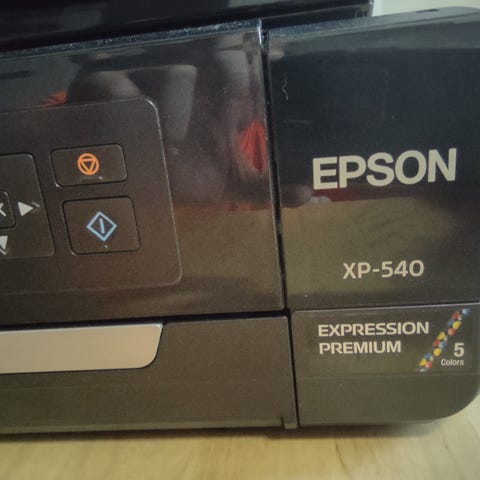 EPSON
XP-540
EXPRESSION
PREMIUM
5
Colors